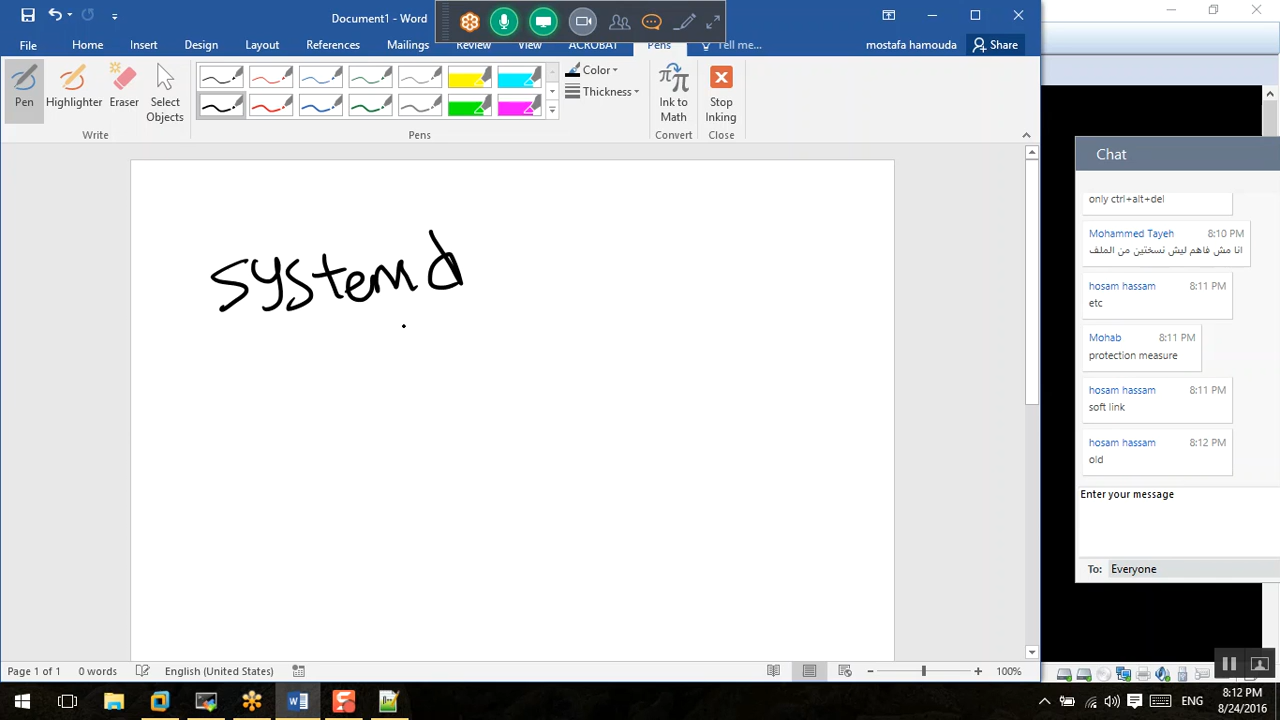 Document1 - Word
File
Home
Insert
Design
Layout
References
Mailings
Review
View
ACROBAT
Pens
Tell me...
mostafa hamouda
Share
Pen
Highlighter
Eraser
Select Objects
Color
Thickness
Ink to Math
Stop Inking
Write
Pens
Convert
Close
systemd
Chat
only ctrl+alt+del
Mohammed Tayeh 8:10 PM
انا مش فاهم ليش نسختين من الملف
hosam hassam 8:11 PM
etc
Mohab 8:11 PM
protection measure
hosam hassam 8:11 PM
soft link
hosam hassam 8:12 PM
old
Enter your message
To: Everyone
Page 1 of 1 0 words English (United States) 100%
ENG
8:12 PM
8/24/2016